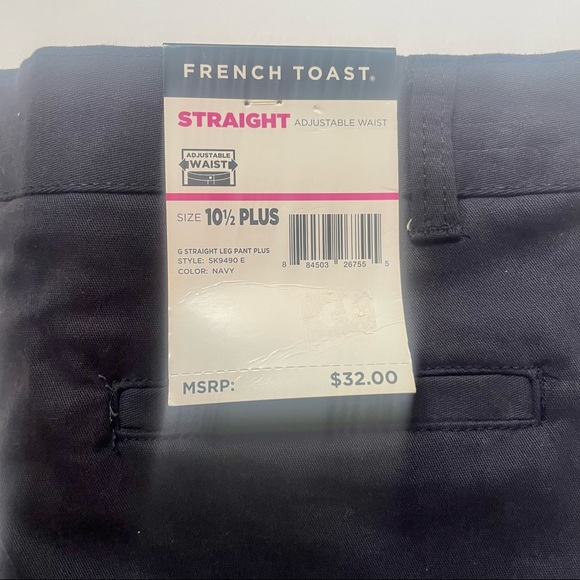 FRENCH TOAST®
STRAIGHT ADJUSTABLE WAIST
ADJUSTABLE
WAIST
SIZE 10½ PLUS
G STRAIGHT LEG PANT PLUS
STYLE: SK9490 E
COLOR: NAVY
8 84503 26755 5
MSRP: $32.00